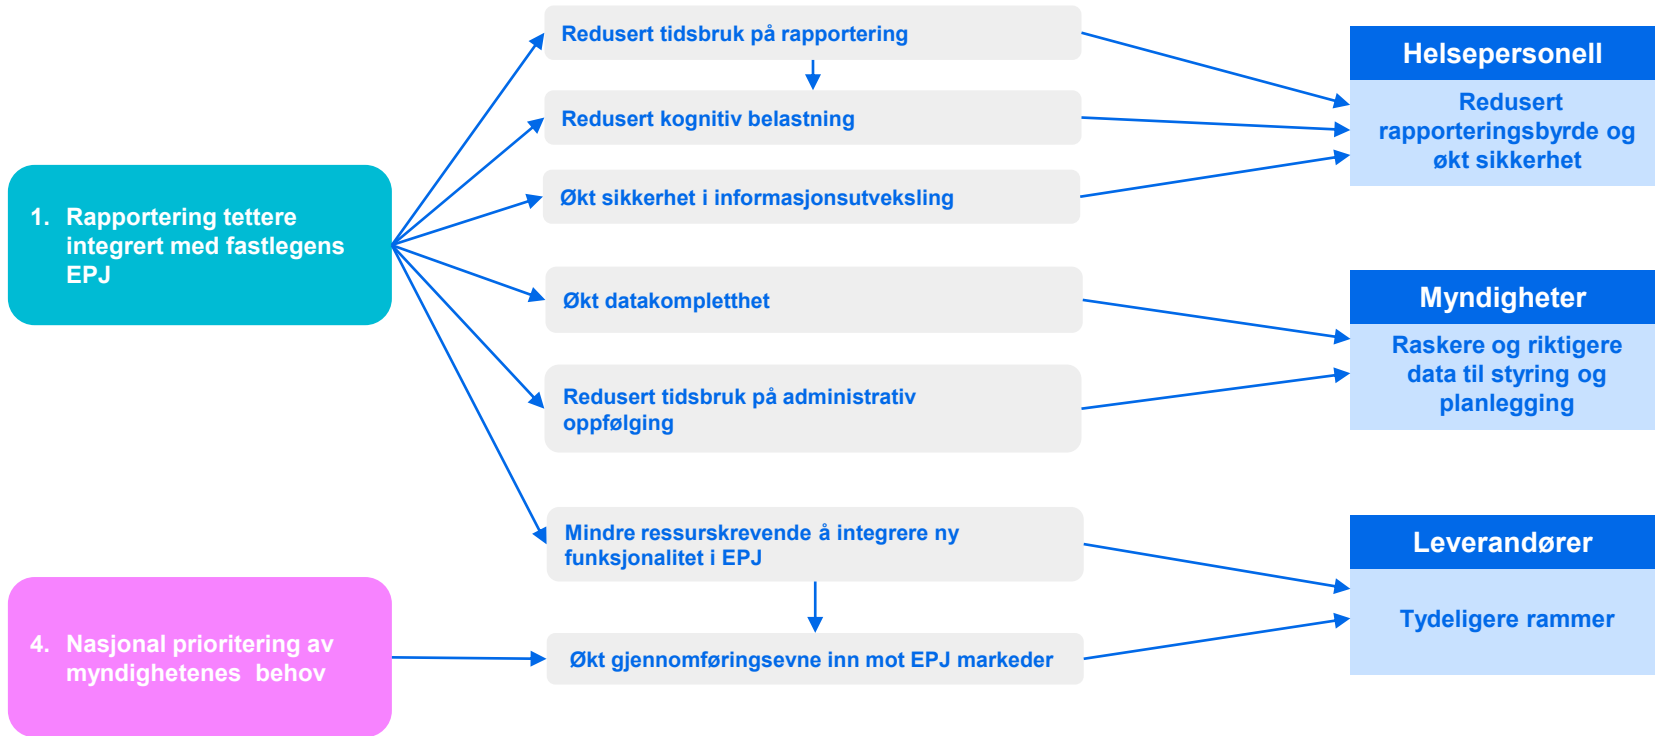 1. Rapportering tettere
integrert med fastlegens
EPJ
4. Nasjonal prioritering av
myndighetenes behov
Redusert tidsbruk på rapportering
Redusert kognitiv belastning
Økt sikkerhet i informasjonsutveksling
Økt datakompletthet
Redusert tidsbruk på administrativ
oppfølging
Mindre ressurskrevende å integrere ny
funksjonalitet i EPJ
Økt gjennomføringsevne inn mot EPJ markeder
Helsepersonell
Redusert
rapporteringsbyrde og
økt sikkerhet
Myndigheter
Raskere og riktigere
data til styring og
planlegging
Leverandører
Tydeligere rammer